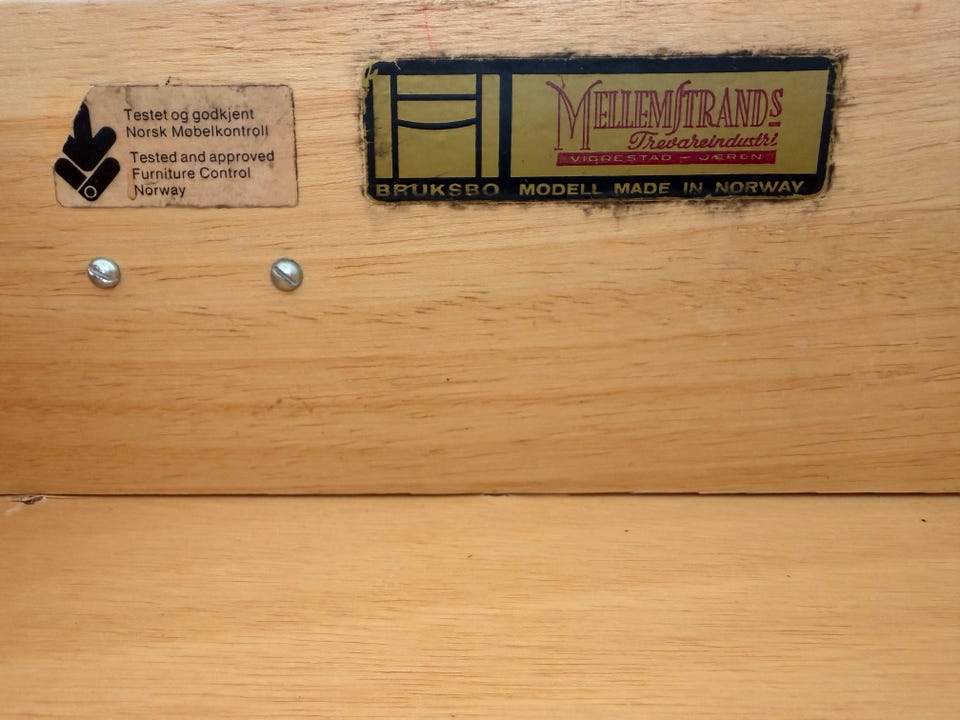 Testet og godkjent
Norsk Møbelkontroll
Tested and approved
Furniture Control
Norway
MELLEMSTRANDS
Trevareindustri
VIGRESTAD - JÆREN
BRUKSBO MODELL MADE IN NORWAY